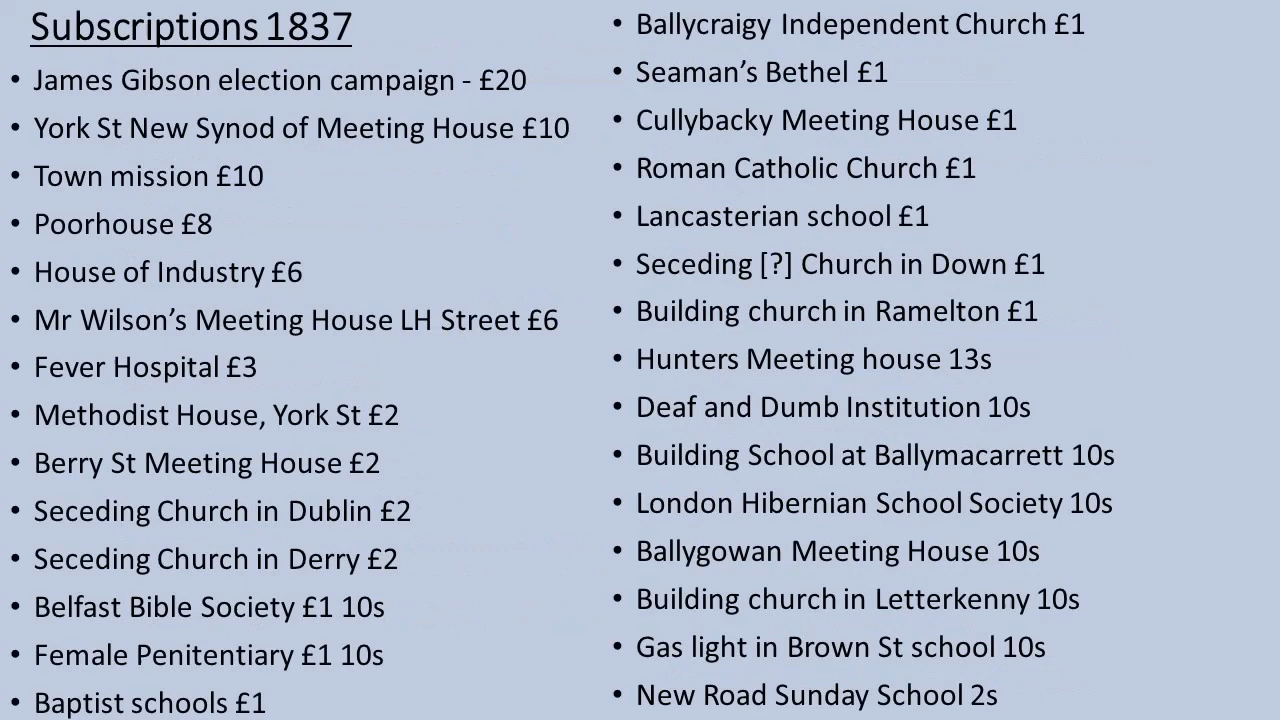 Subscriptions 1837
• James Gibson election campaign - £20
• York St New Synod of Meeting House £10
• Town mission £10
• Poorhouse £8
• House of Industry £6
• Mr Wilson’s Meeting House LH Street £6
• Fever Hospital £3
• Methodist House, York St £2
• Berry St Meeting House £2
• Seceding Church in Dublin £2
• Seceding Church in Derry £2
• Belfast Bible Society £1 10s
• Female Penitentiary £1 10s
• Baptist schools £1
• Ballycraigy Independent Church £1
• Seaman’s Bethel £1
• Cullybacky Meeting House £1
• Roman Catholic Church £1
• Lancasterian school £1
• Seceding [?] Church in Down £1
• Building church in Ramelton £1
• Hunters Meeting house 13s
• Deaf and Dumb Institution 10s
• Building School at Ballymacarrett 10s
• London Hibernian School Society 10s
• Ballygowan Meeting House 10s
• Building church in Letterkenny 10s
• Gas light in Brown St school 10s
• New Road Sunday School 2s